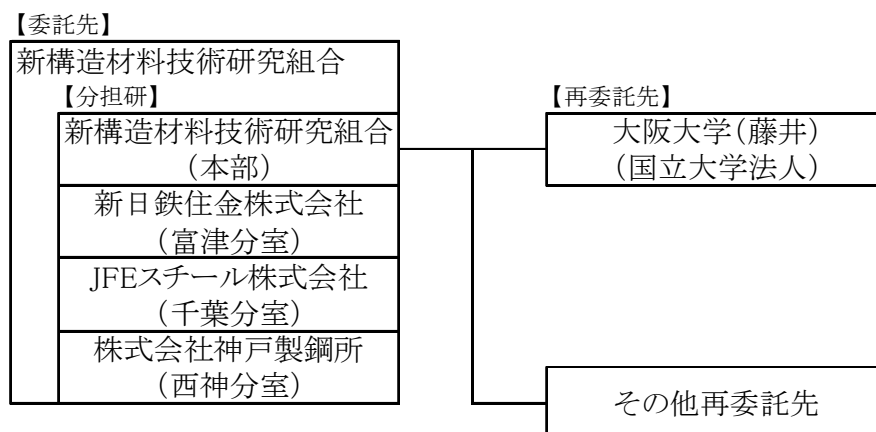 【委託先】
新構造材料技術研究組合
【分担研】
新構造材料技術研究組合
(本部)
新日鉄住金株式会社
(富津分室)
JFEスチール株式会社
(千葉分室)
株式会社神戸製鋼所
(西神分室)
【再委託先】
大阪大学(藤井)
(国立大学法人)
その他再委託先